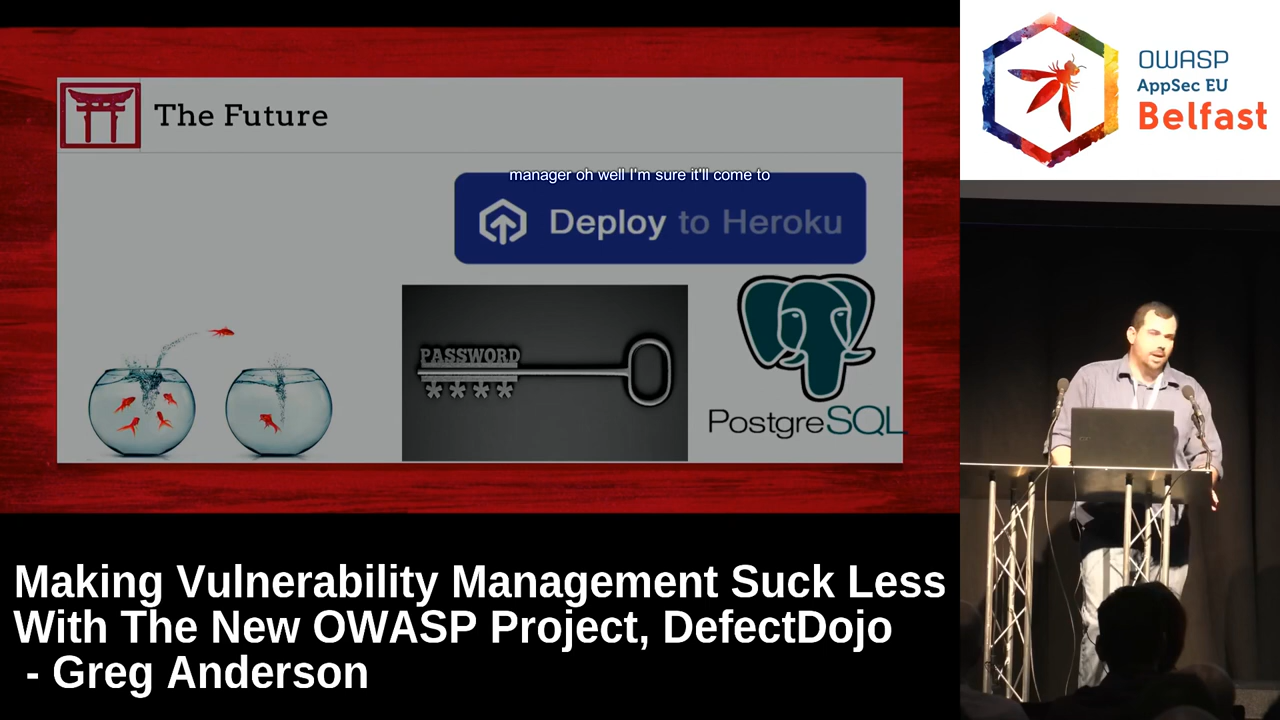 The Future
manager oh well I'm sure it'll come to
Deploy to Heroku
PASSWORD
****
PostgreSQL
OWASP
AppSec EU
Belfast
Making Vulnerability Management Suck Less
With The New OWASP Project, DefectDojo
- Greg Anderson